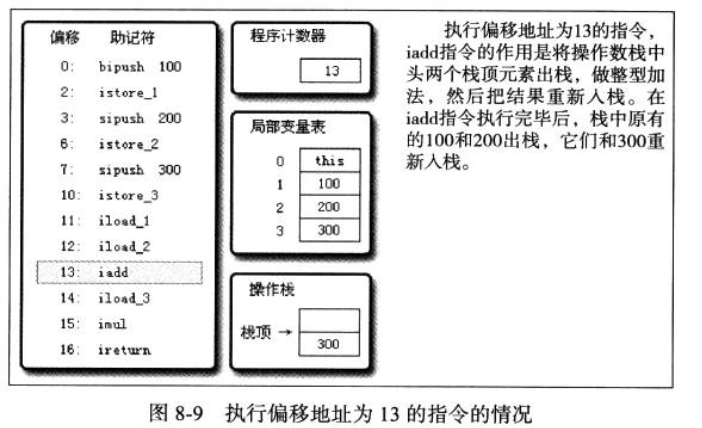 偏移 助记符
0: bipush 100
2: istore_1
3: sipush 200
6: istore_2
7: sipush 300
10: istore_3
11: iload_1
12: iload_2
13: iadd
14: iload_3
15: imul
16: ireturn
程序计数器
13
局部变量表
0 this
1 100
2 200
3 300
操作栈
栈顶 →
300
执行偏移地址为13的指令，
iadd指令的作用是将操作数栈中
头两个栈顶元素出栈，做整型加
法，然后把结果重新入栈。在
iadd指令执行完毕后，栈中原有
的100和200出栈，它们和300重
新入栈。
图 8-9 执行偏移地址为 13 的指令的情况